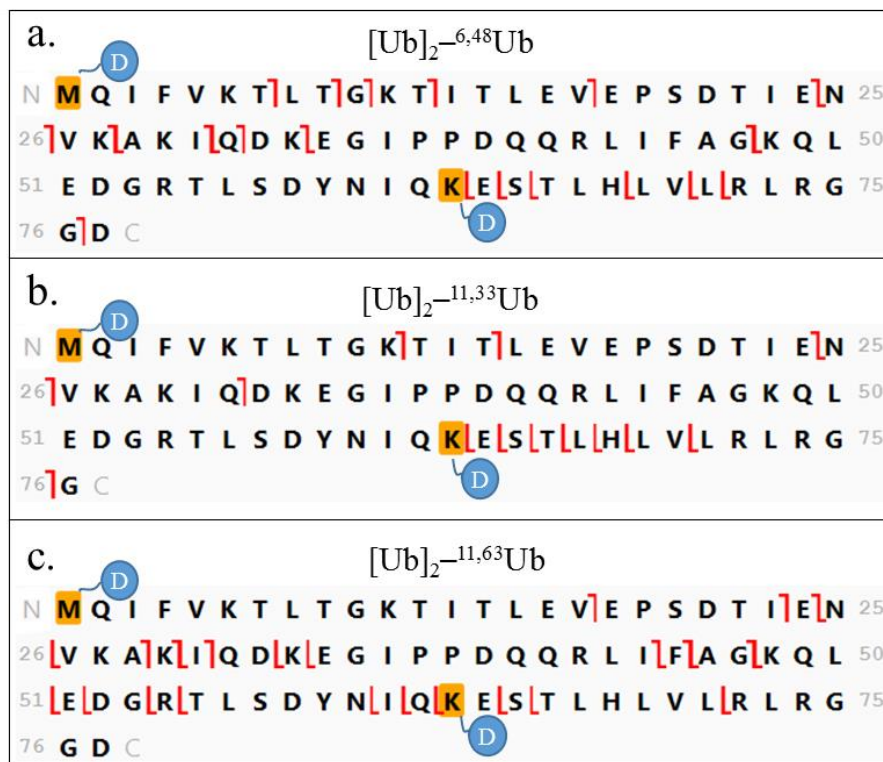 a. [Ub]₂–⁶,⁴⁸Ub
D
N M Q I F V K T L T G K T I T L E V E P S D T I E N 25
26 V K A K I Q D K E G I P P D Q Q R L I F A G K Q L 50
51 E D G R T L S D Y N I Q K E S T L H L V L R L R G 75
D
76 G D C
b. [Ub]₂–¹¹,³³Ub
D
N M Q I F V K T L T G K T I T L E V E P S D T I E N 25
26 V K A K I Q D K E G I P P D Q Q R L I F A G K Q L 50
51 E D G R T L S D Y N I Q K E S T L H L V L R L R G 75
D
76 G C
c. [Ub]₂–¹¹,⁶³Ub
D
N M Q I F V K T L T G K T I T L E V E P S D T I E N 25
26 V K A K I Q D K E G I P P D Q Q R L I F A G K Q L 50
51 E D G R T L S D Y N I Q K E S T L H L V L R L R G 75
D
76 G D C